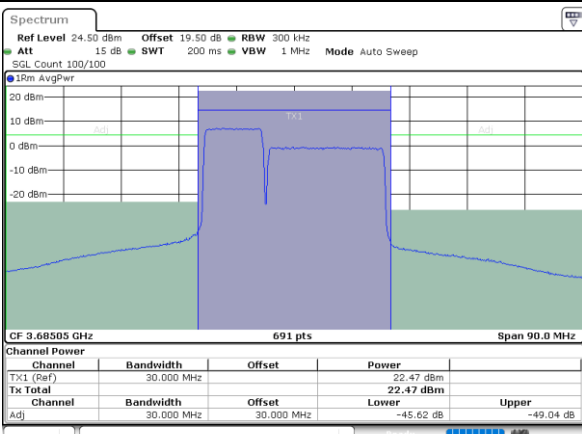 Spectrum
Ref Level 24.50 dBm Offset 19.50 dB RBW 300 kHz
Att 15 dB SWT 200 ms VBW 1 MHz Mode Auto Sweep
SGL Count 100/100
1Rm AvgPwr
20 dBm
TX1
10 dBm
Adj Adj
0 dBm
-10 dBm
-20 dBm
CF 3.68505 GHz 691 pts Span 90.0 MHz
Channel Power
Channel Bandwidth Offset Power
TX1 (Ref) 30.000 MHz 22.47 dBm
Tx Total 22.47 dBm
Channel Bandwidth Offset Lower Upper
Adj 30.000 MHz 30.000 MHz -45.62 dB -49.04 dB